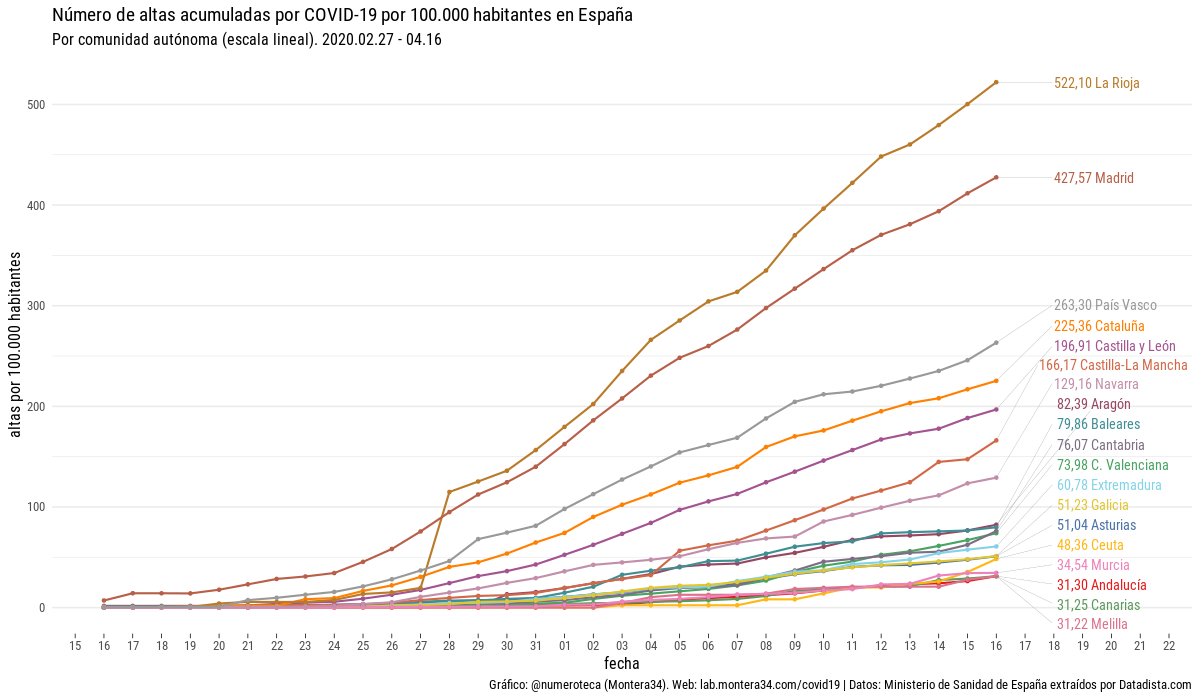 Número de altas acumuladas por COVID-19 por 100.000 habitantes en España
Por comunidad autónoma (escala lineal). 2020.02.27 - 04.16
altas por 100.000 habitantes
500
400
300
200
100
0
522,10 La Rioja
427,57 Madrid
263,30 País Vasco
225,36 Cataluña
196,91 Castilla y León
166,17 Castilla-La Mancha
129,16 Navarra
82,39 Aragón
79,86 Baleares
76,07 Cantabria
73,98 C. Valenciana
60,78 Extremadura
51,23 Galicia
51,04 Asturias
48,36 Ceuta
34,54 Murcia
31,30 Andalucía
31,25 Canarias
31,22 Melilla
15 16 17 18 19 20 21 22 23 24 25 26 27 28 29 30 31 01 02 03 04 05 06 07 08 09 10 11 12 13 14 15 16 17 18 19 20 21 22
fecha
Gráfico: @numeroteca (Montera34). Web: lab.montera34.com/covid19 | Datos: Ministerio de Sanidad de España extraídos por Datadista.com